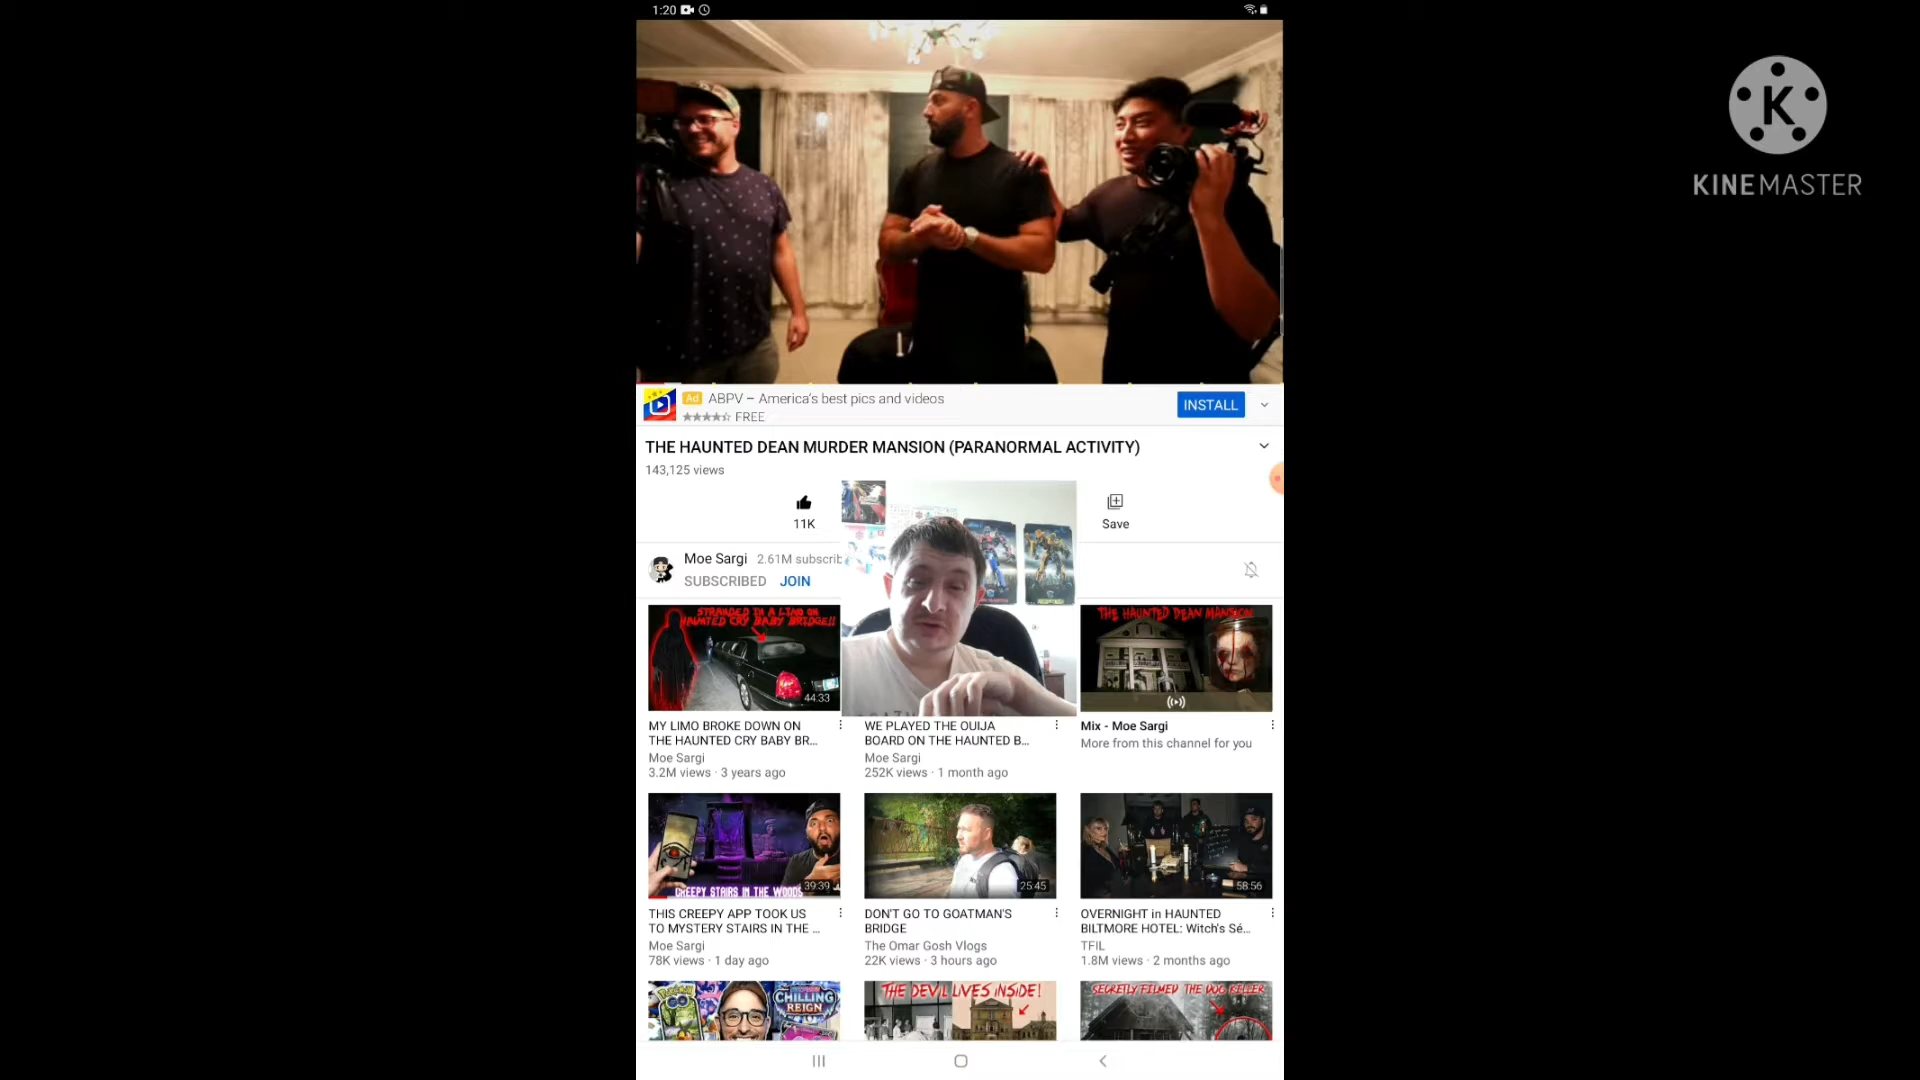 1:20
KINEMASTER
Ad ABPV – America's best pics and videos
FREE
INSTALL
THE HAUNTED DEAN MURDER MANSION (PARANORMAL ACTIVITY)
143,125 views
11K
Save
Moe Sargi 2.61M subscrib
SUBSCRIBED JOIN
STRANDED IN A LIMO ON
HAUNTED CRY BABY BRIDGE!!
44:33
THE HAUNTED DEAN MANSION
MY LIMO BROKE DOWN ON
THE HAUNTED CRY BABY BR...
Moe Sargi
3.2M views · 3 years ago
WE PLAYED THE OUIJA
BOARD ON THE HAUNTED B...
Moe Sargi
252K views · 1 month ago
Mix - Moe Sargi
More from this channel for you
CREEPY STAIRS IN THE WOODS
39:39
25:45
58:56
THIS CREEPY APP TOOK US
TO MYSTERY STAIRS IN THE ...
Moe Sargi
78K views · 1 day ago
DON'T GO TO GOATMAN'S
BRIDGE
The Omar Gosh Vlogs
22K views · 3 hours ago
OVERNIGHT in HAUNTED
BILTMORE HOTEL: Witch's Sé...
TFIL
1.8M views · 2 months ago
POKÉMON
GO
CHILLING
REIGN
THE DEVIL LIVES INSIDE!
SECRETLY FILMED THE